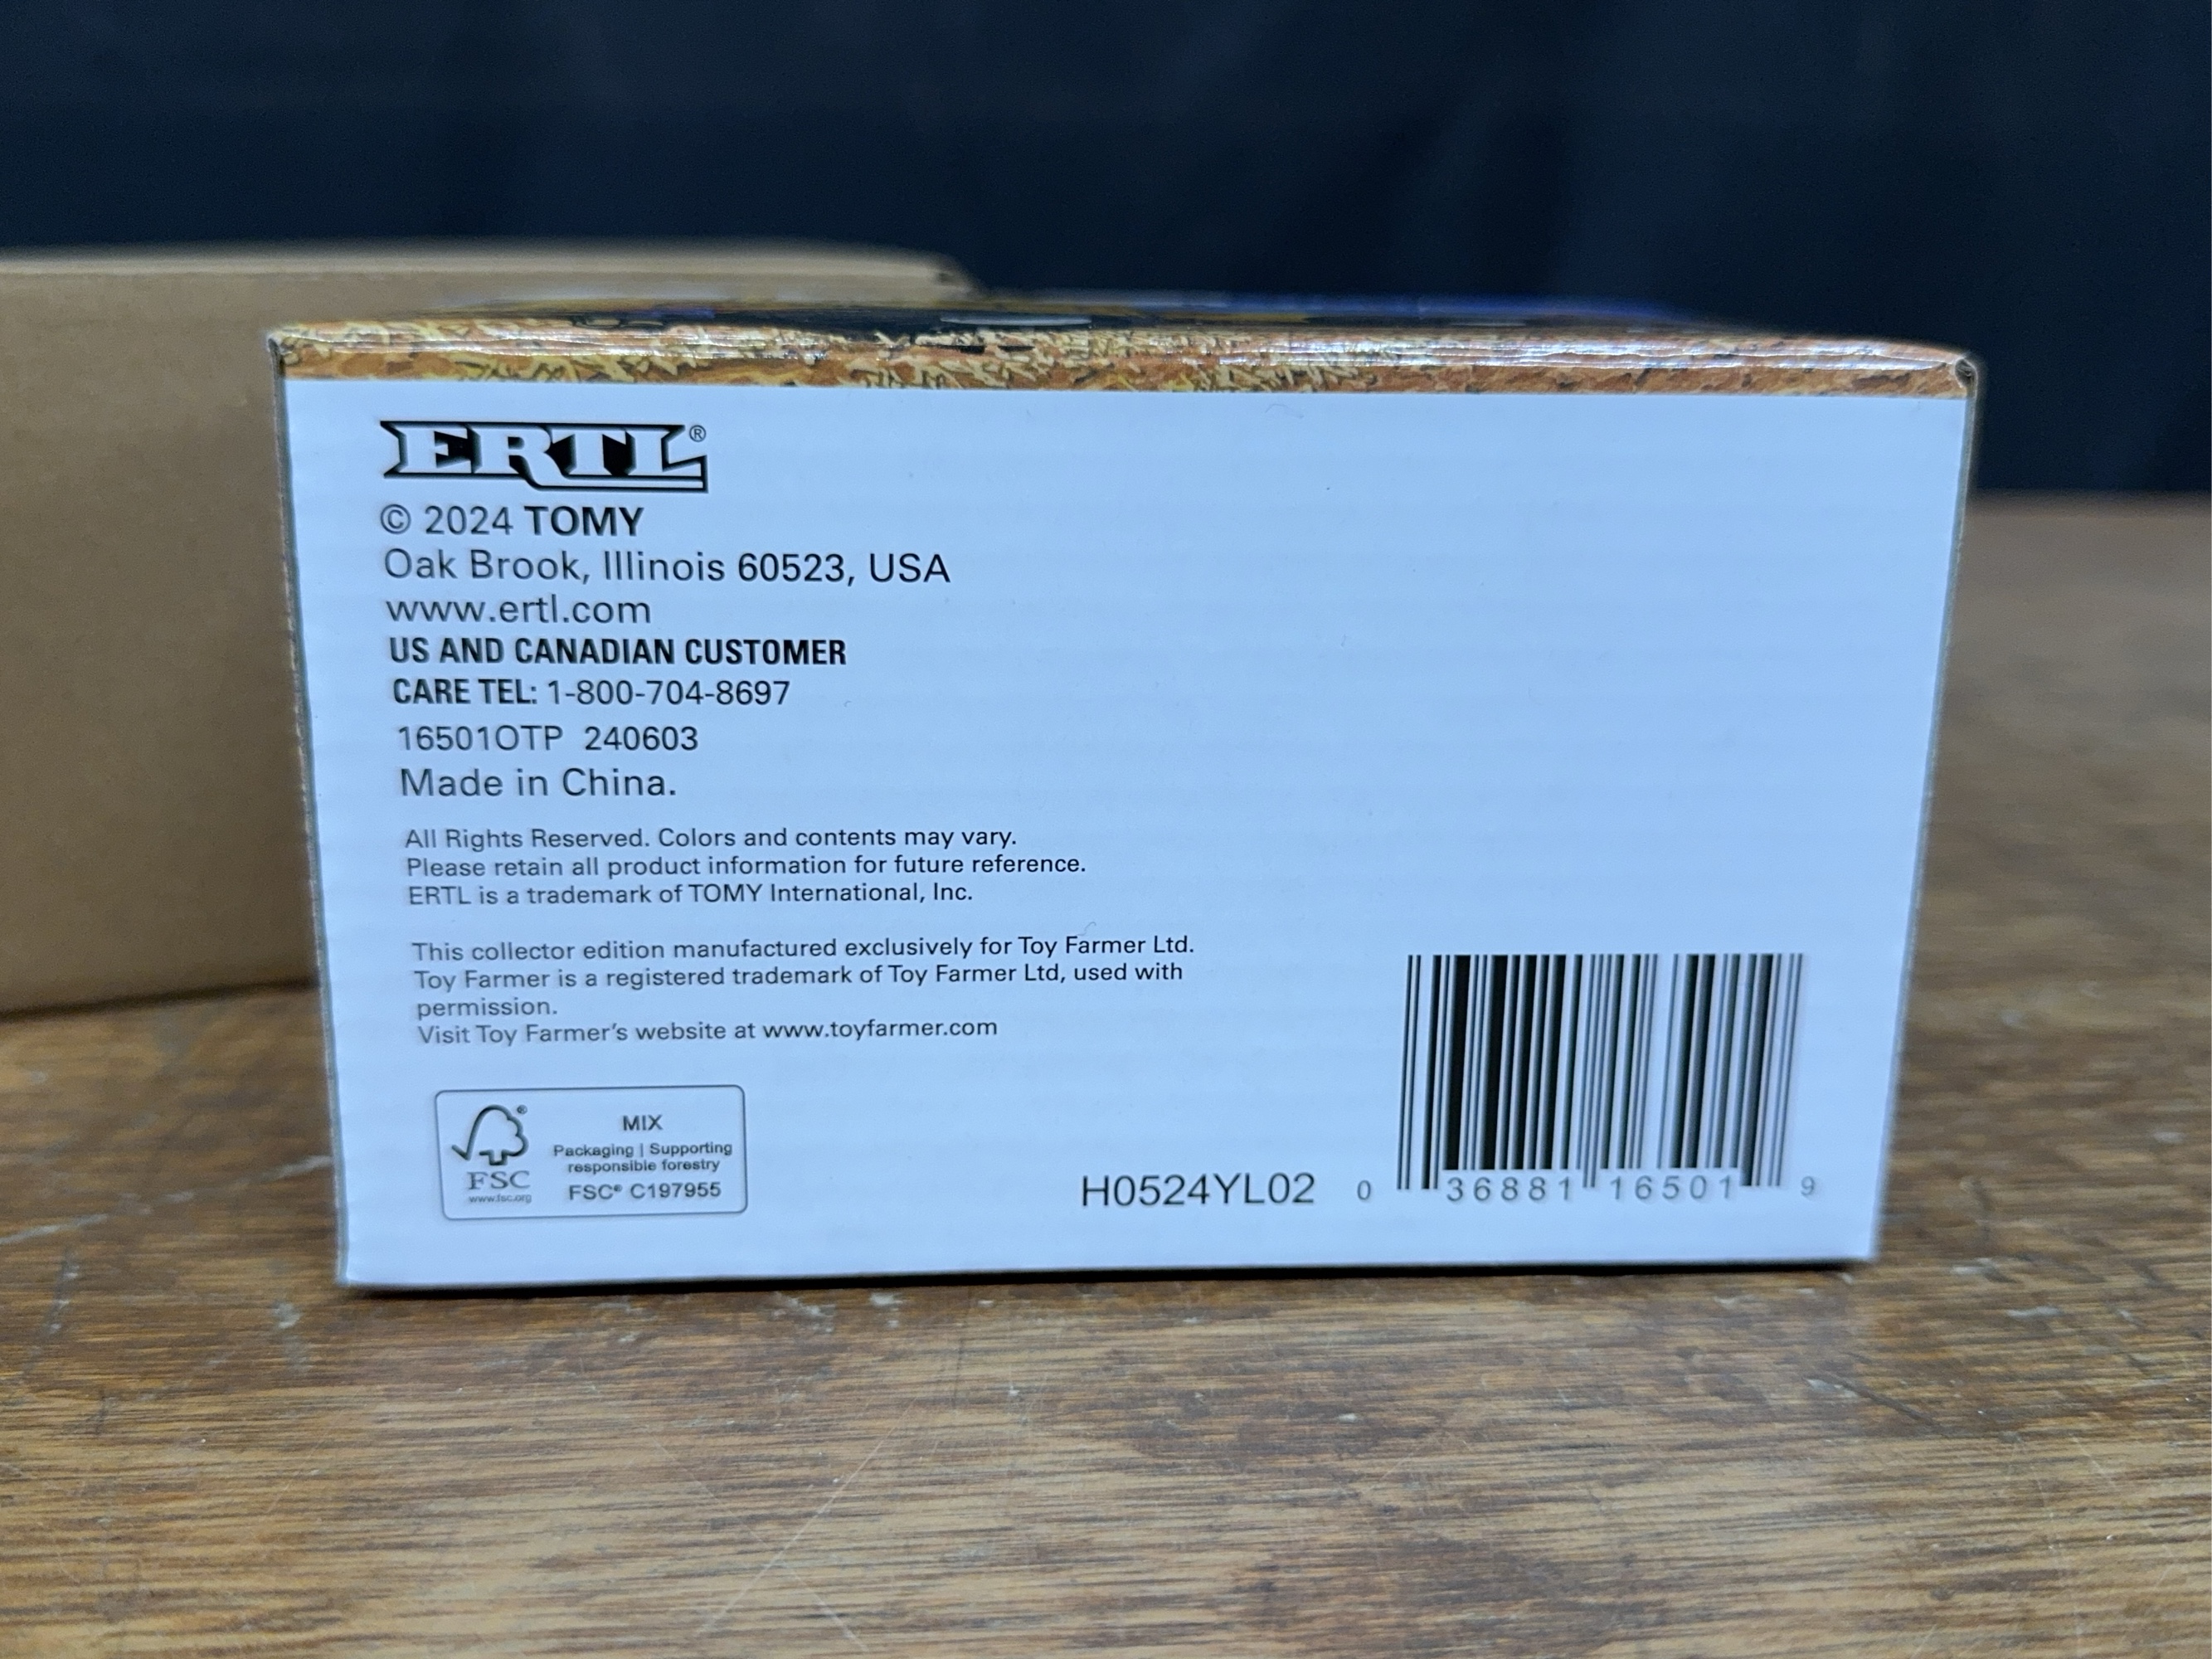 ERTL®
© 2024 TOMY
Oak Brook, Illinois 60523, USA
www.ertl.com
US AND CANADIAN CUSTOMER
CARE TEL: 1-800-704-8697
16501OTP 240603
Made in China.
All Rights Reserved. Colors and contents may vary.
Please retain all product information for future reference.
ERTL is a trademark of TOMY International, Inc.
This collector edition manufactured exclusively for Toy Farmer Ltd.
Toy Farmer is a registered trademark of Toy Farmer Ltd, used with
permission.
Visit Toy Farmer's website at www.toyfarmer.com
FSC®
www.fsc.org
MIX
Packaging | Supporting
responsible forestry
FSC® C197955
H0524YL02
0 36881 16501 9